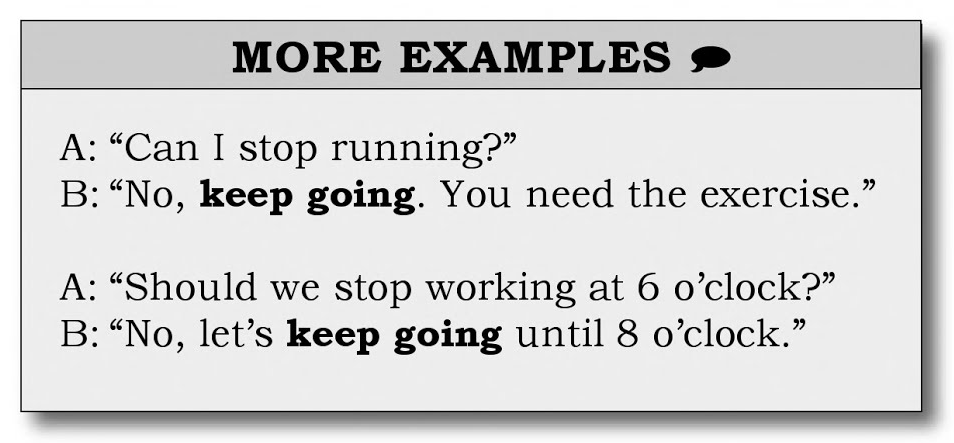 MORE EXAMPLES
A: “Can I stop running?”
B: “No, keep going. You need the exercise.”
A: “Should we stop working at 6 o’clock?”
B: “No, let’s keep going until 8 o’clock.”